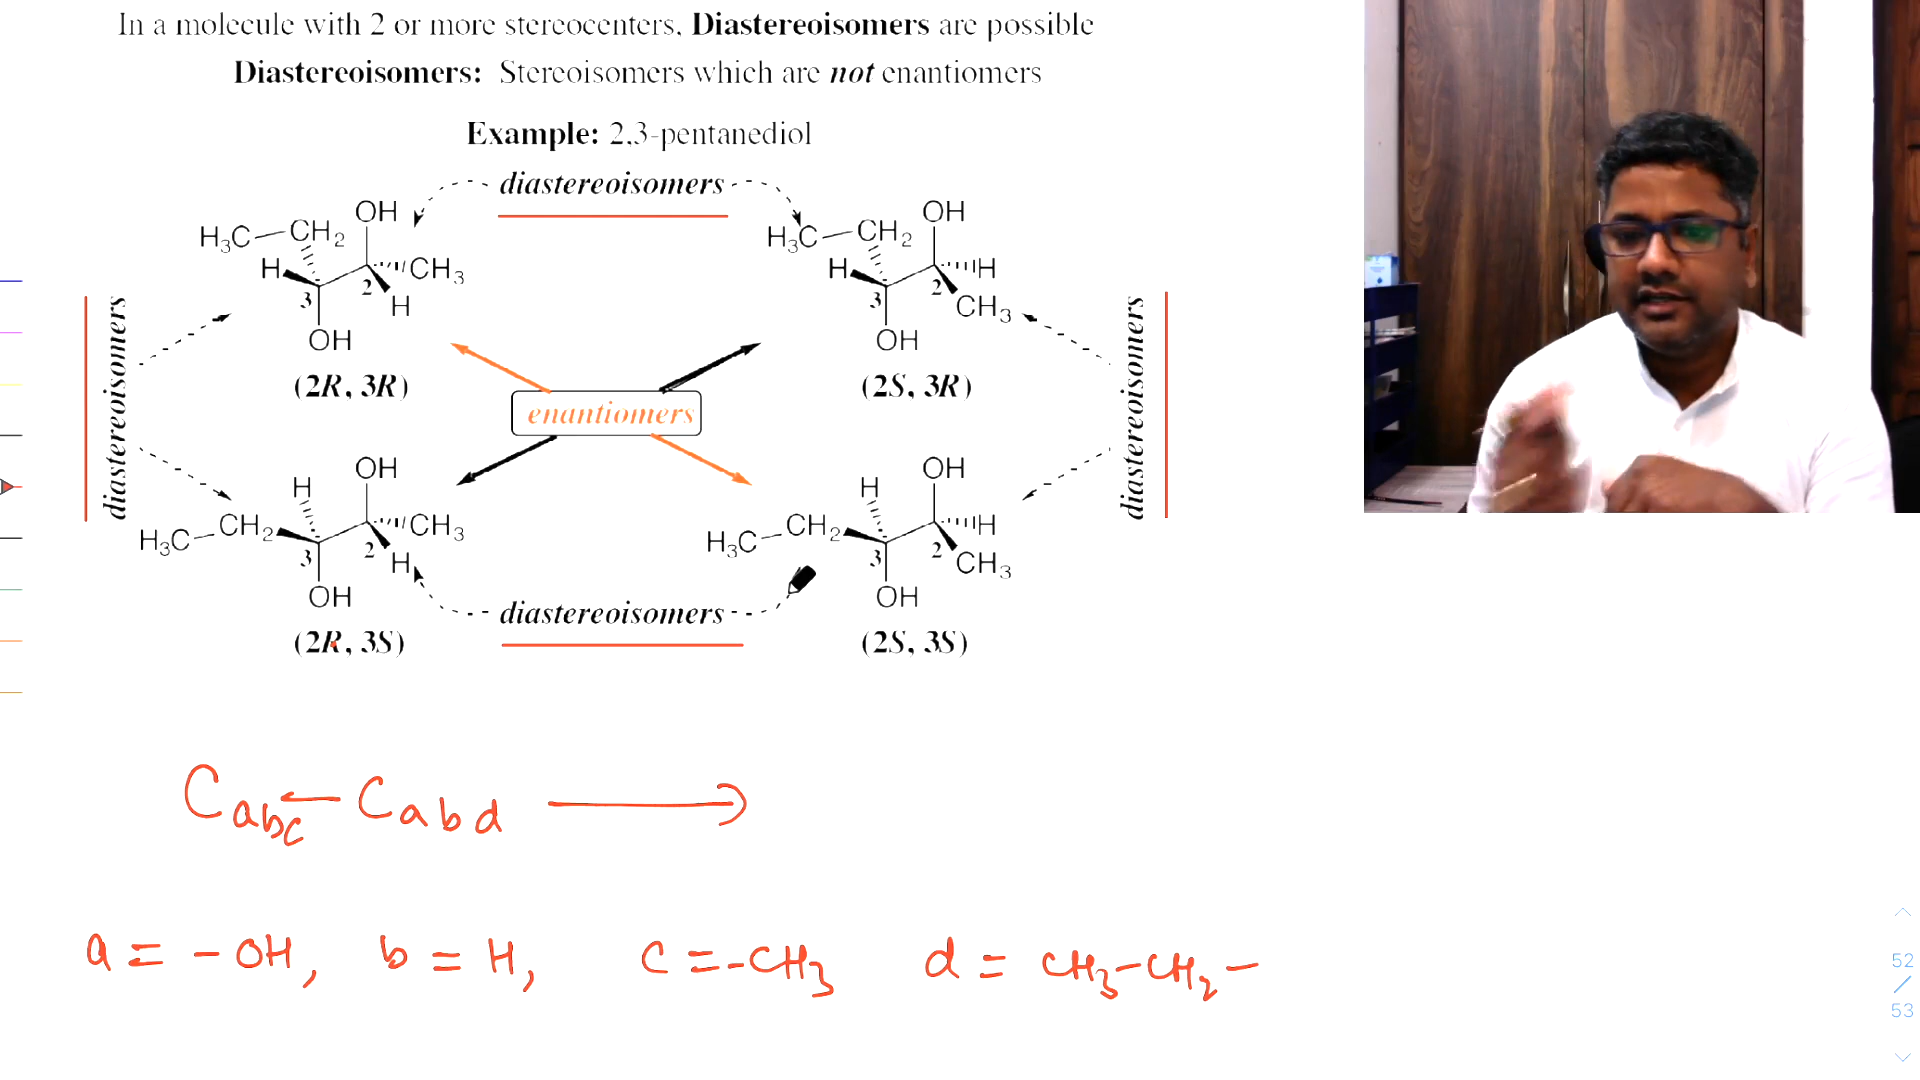 In a molecule with 2 or more stereocenters, Diastereoisomers are possible
Diastereoisomers: Stereoisomers which are not enantiomers
Example: 2,3-pentanediol
diastereoisomers
OH
H3C CH2
H
CH3
2
3
H
OH
(2R, 3R)
OH
H3C CH2
H
H
2
3
CH3
OH
(2S, 3R)
diastereoisomers
enantiomers
diastereoisomers
OH
H
H3C CH2
CH3
2
3
H
OH
(2R, 3S)
OH
H
H3C CH2
H
2
3
CH3
OH
(2S, 3S)
diastereoisomers
Cabc Cabd
a = - OH, b = H, c = -CH3 d = CH3-CH2-
52
/
53